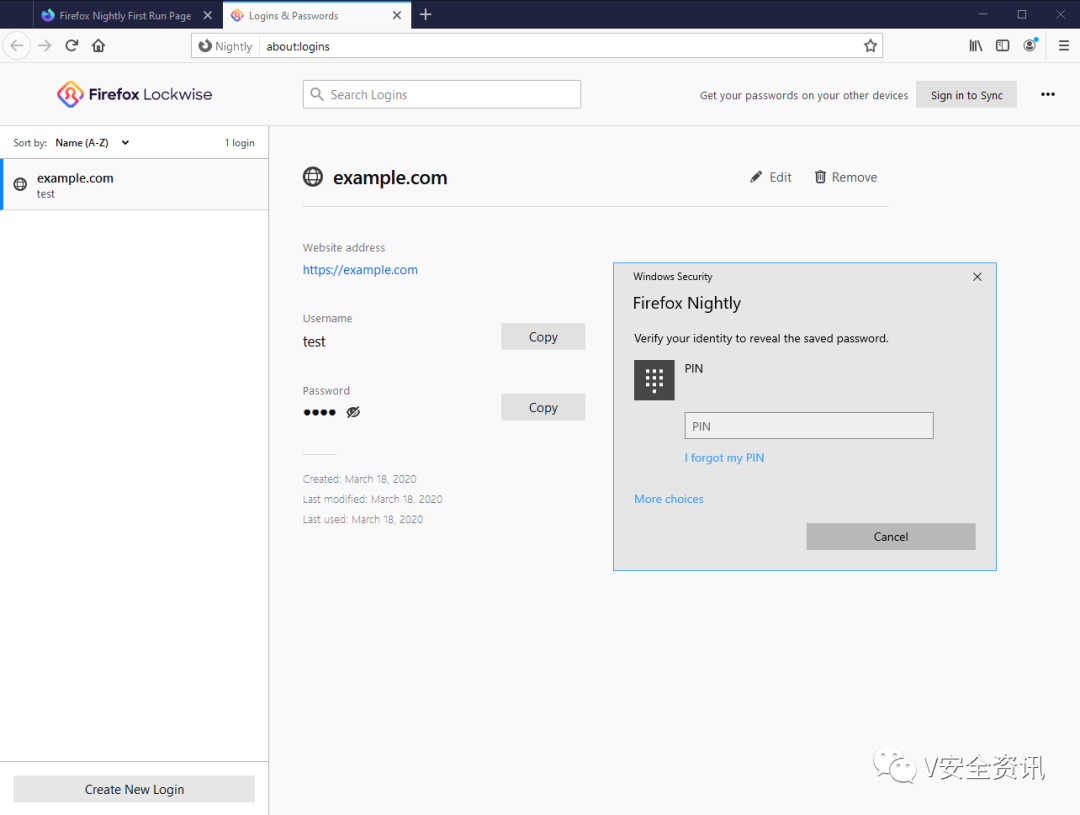 Firefox Nightly First Run Page
Logins & Passwords
Nightly
about:logins
Firefox Lockwise
Search Logins
Get your passwords on your other devices
Sign in to Sync
Sort by: Name (A-Z)
1 login
example.com
test
example.com
Edit
Remove
Website address
https://example.com
Username
test
Copy
Password
Copy
Created: March 18, 2020
Last modified: March 18, 2020
Last used: March 18, 2020
Windows Security
Firefox Nightly
Verify your identity to reveal the saved password.
PIN
PIN
I forgot my PIN
More choices
Cancel
Create New Login
V安全资讯